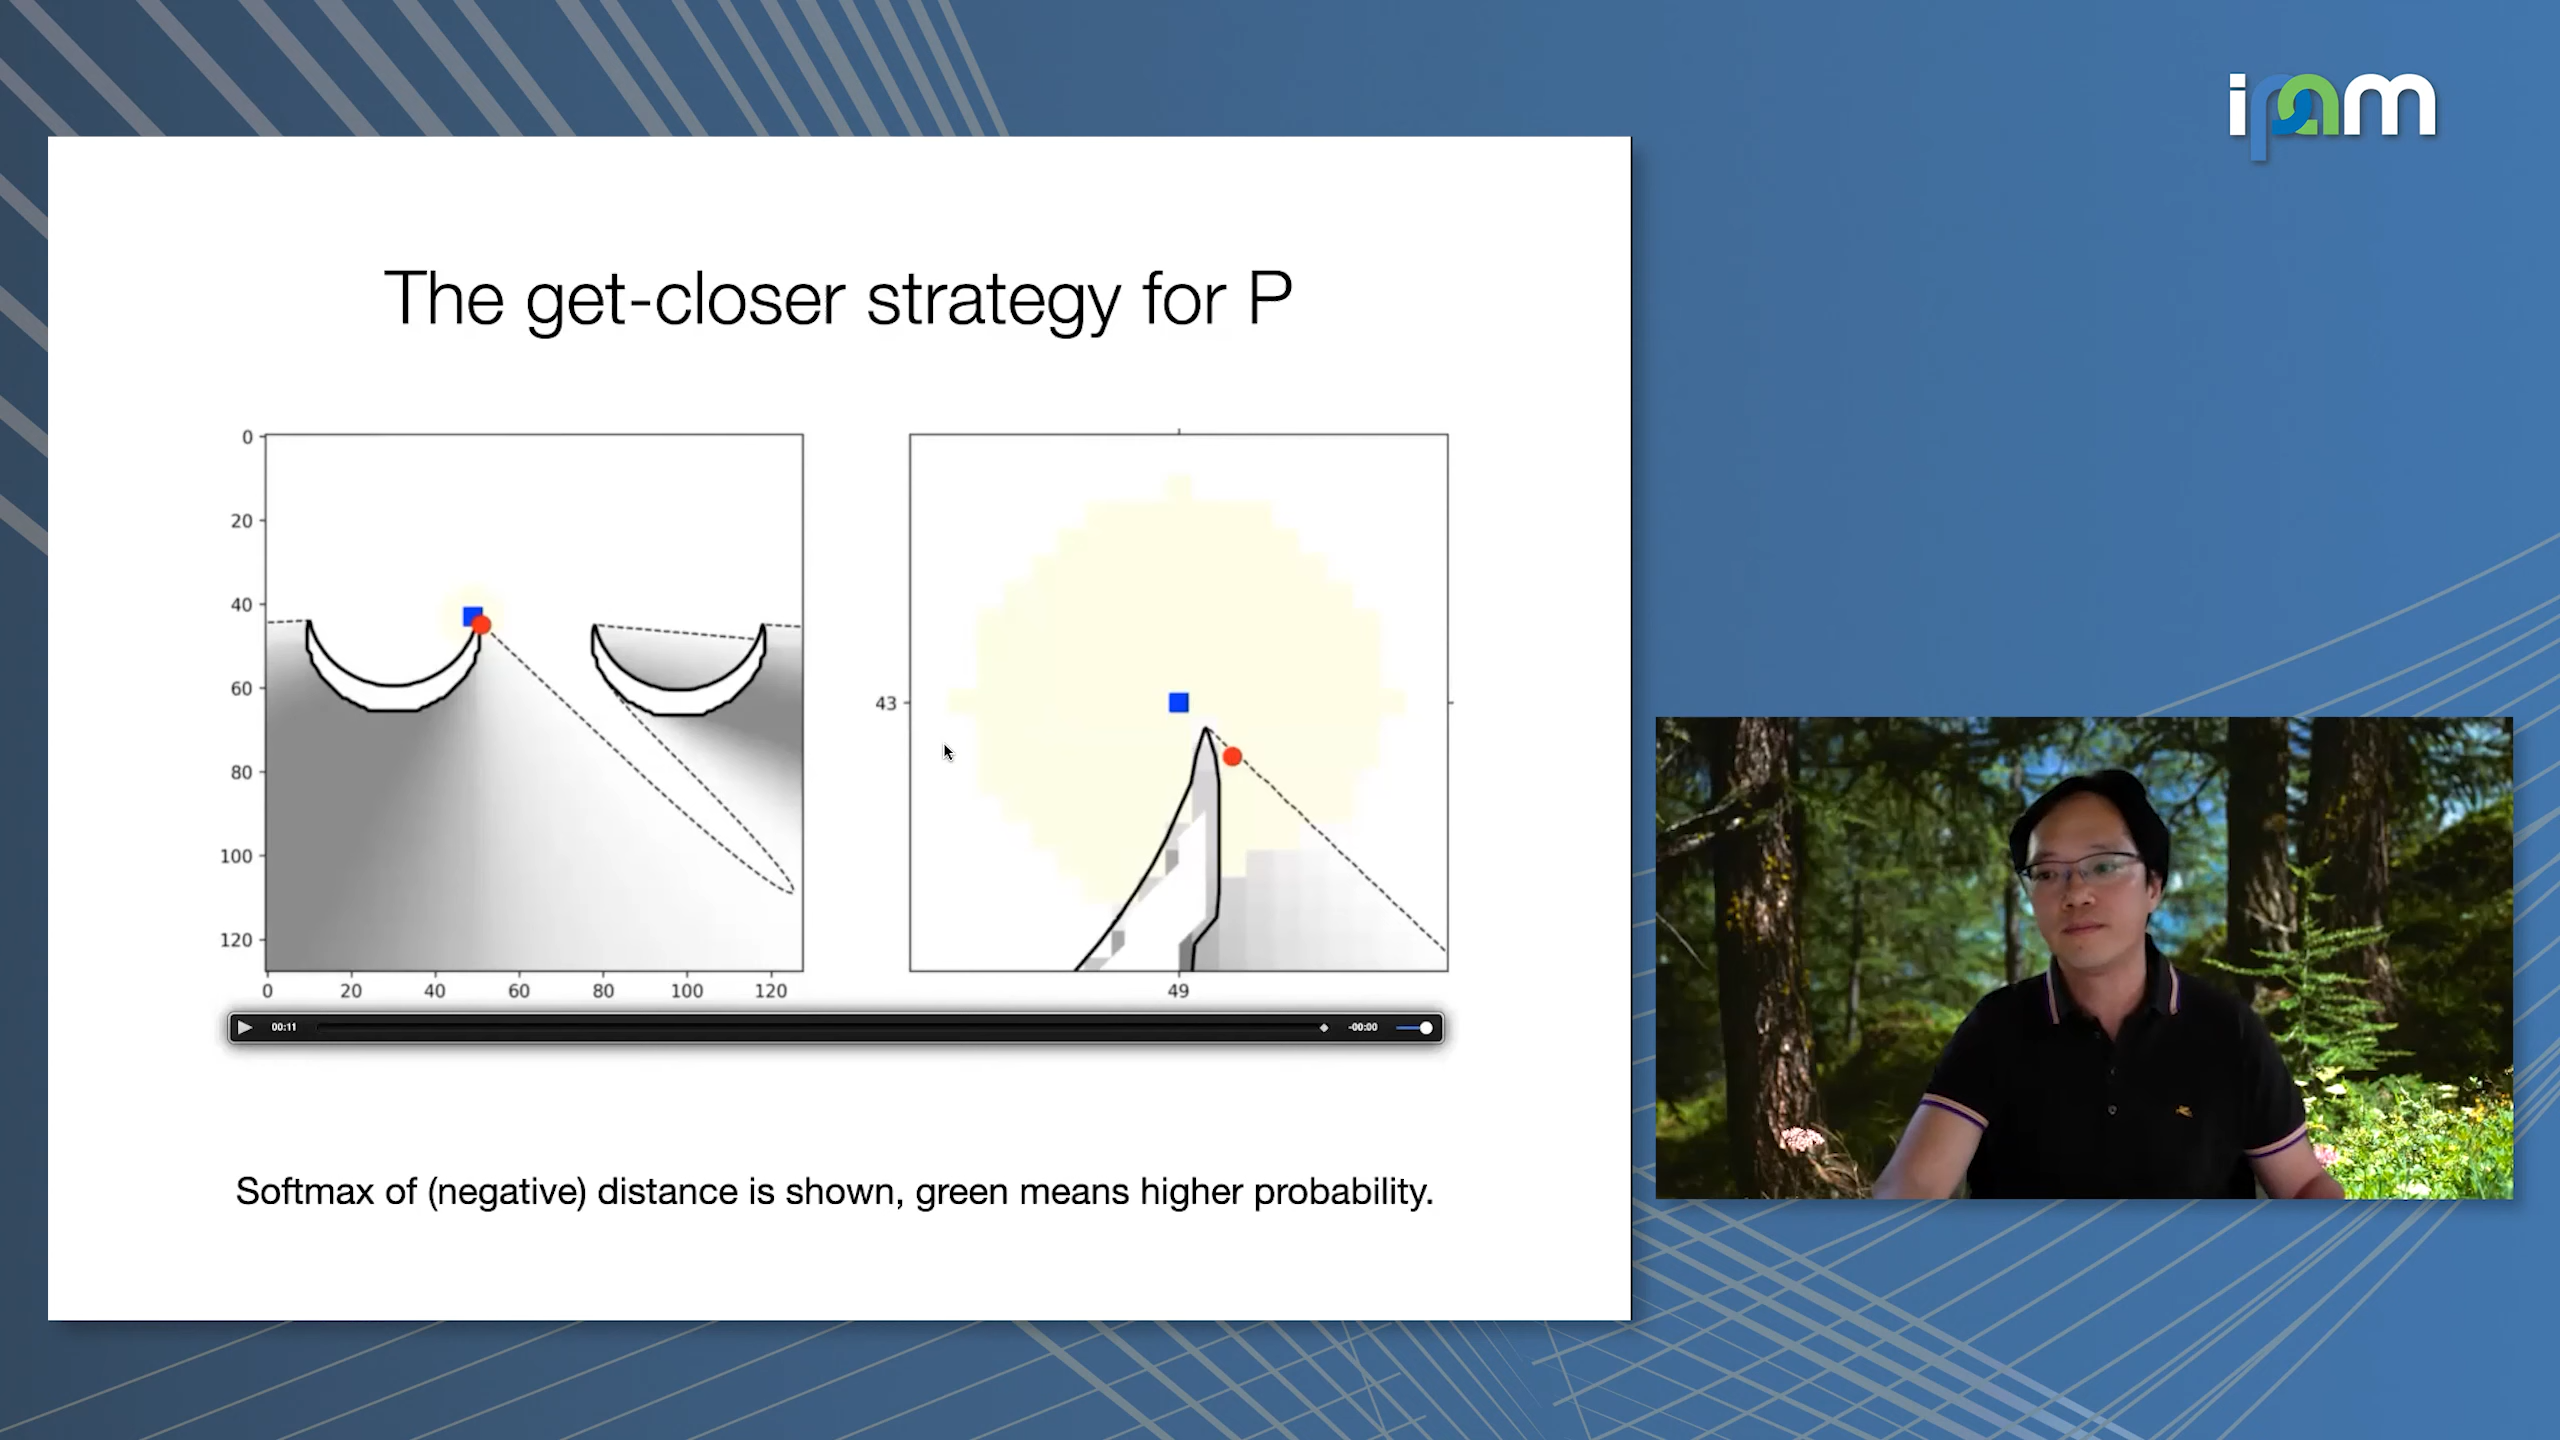 ipam
The get-closer strategy for P
0
20
40
60
80
100
120
0 20 40 60 80 100 120
43
49
00:11 -00:00
Softmax of (negative) distance is shown, green means higher probability.